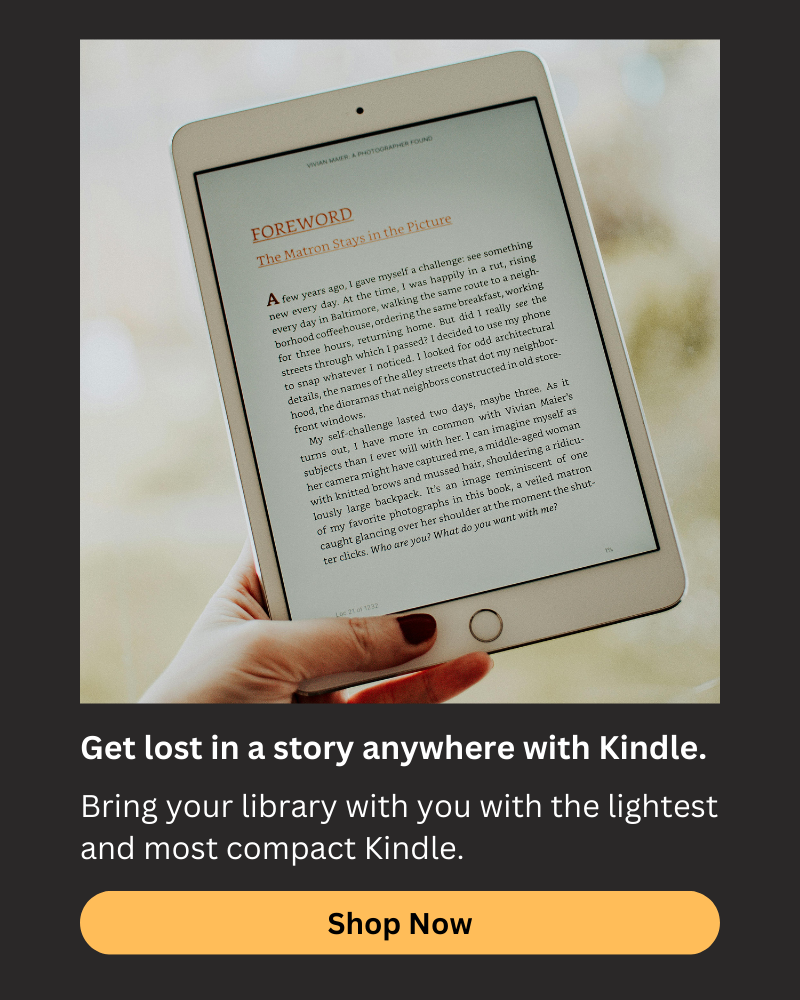 VIVIAN MAIER: A PHOTOGRAPHER FOUND
FOREWORD
The Matron Stays in the Picture
A few years ago, I gave myself a challenge: see something
new every day. At the time, I was happily in a rut, rising
every day in Baltimore, walking the same route to a neigh-
borhood coffeehouse, ordering the same breakfast, working
for three hours, returning home. But did I really see the
streets through which I passed? I decided to use my phone
to snap whatever I noticed. I looked for odd architectural
details, the names of the alley streets that dot my neighbor-
hood, the dioramas that neighbors constructed in old store-
front windows.
My self-challenge lasted two days, maybe three. As it
turns out, I have more in common with Vivian Maier's
subjects than I ever will with her. I can imagine myself as
her camera might have captured me, a middle-aged woman
with knitted brows and mussed hair, shouldering a ridicu-
lously large backpack. It's an image reminiscent of one
of my favorite photographs in this book, a veiled matron
caught glancing over her shoulder at the moment the shut-
ter clicks. Who are you? What do you want with me?
Loc 21 of 1232
1%
Get lost in a story anywhere with Kindle.
Bring your library with you with the lightest
and most compact Kindle.
Shop Now